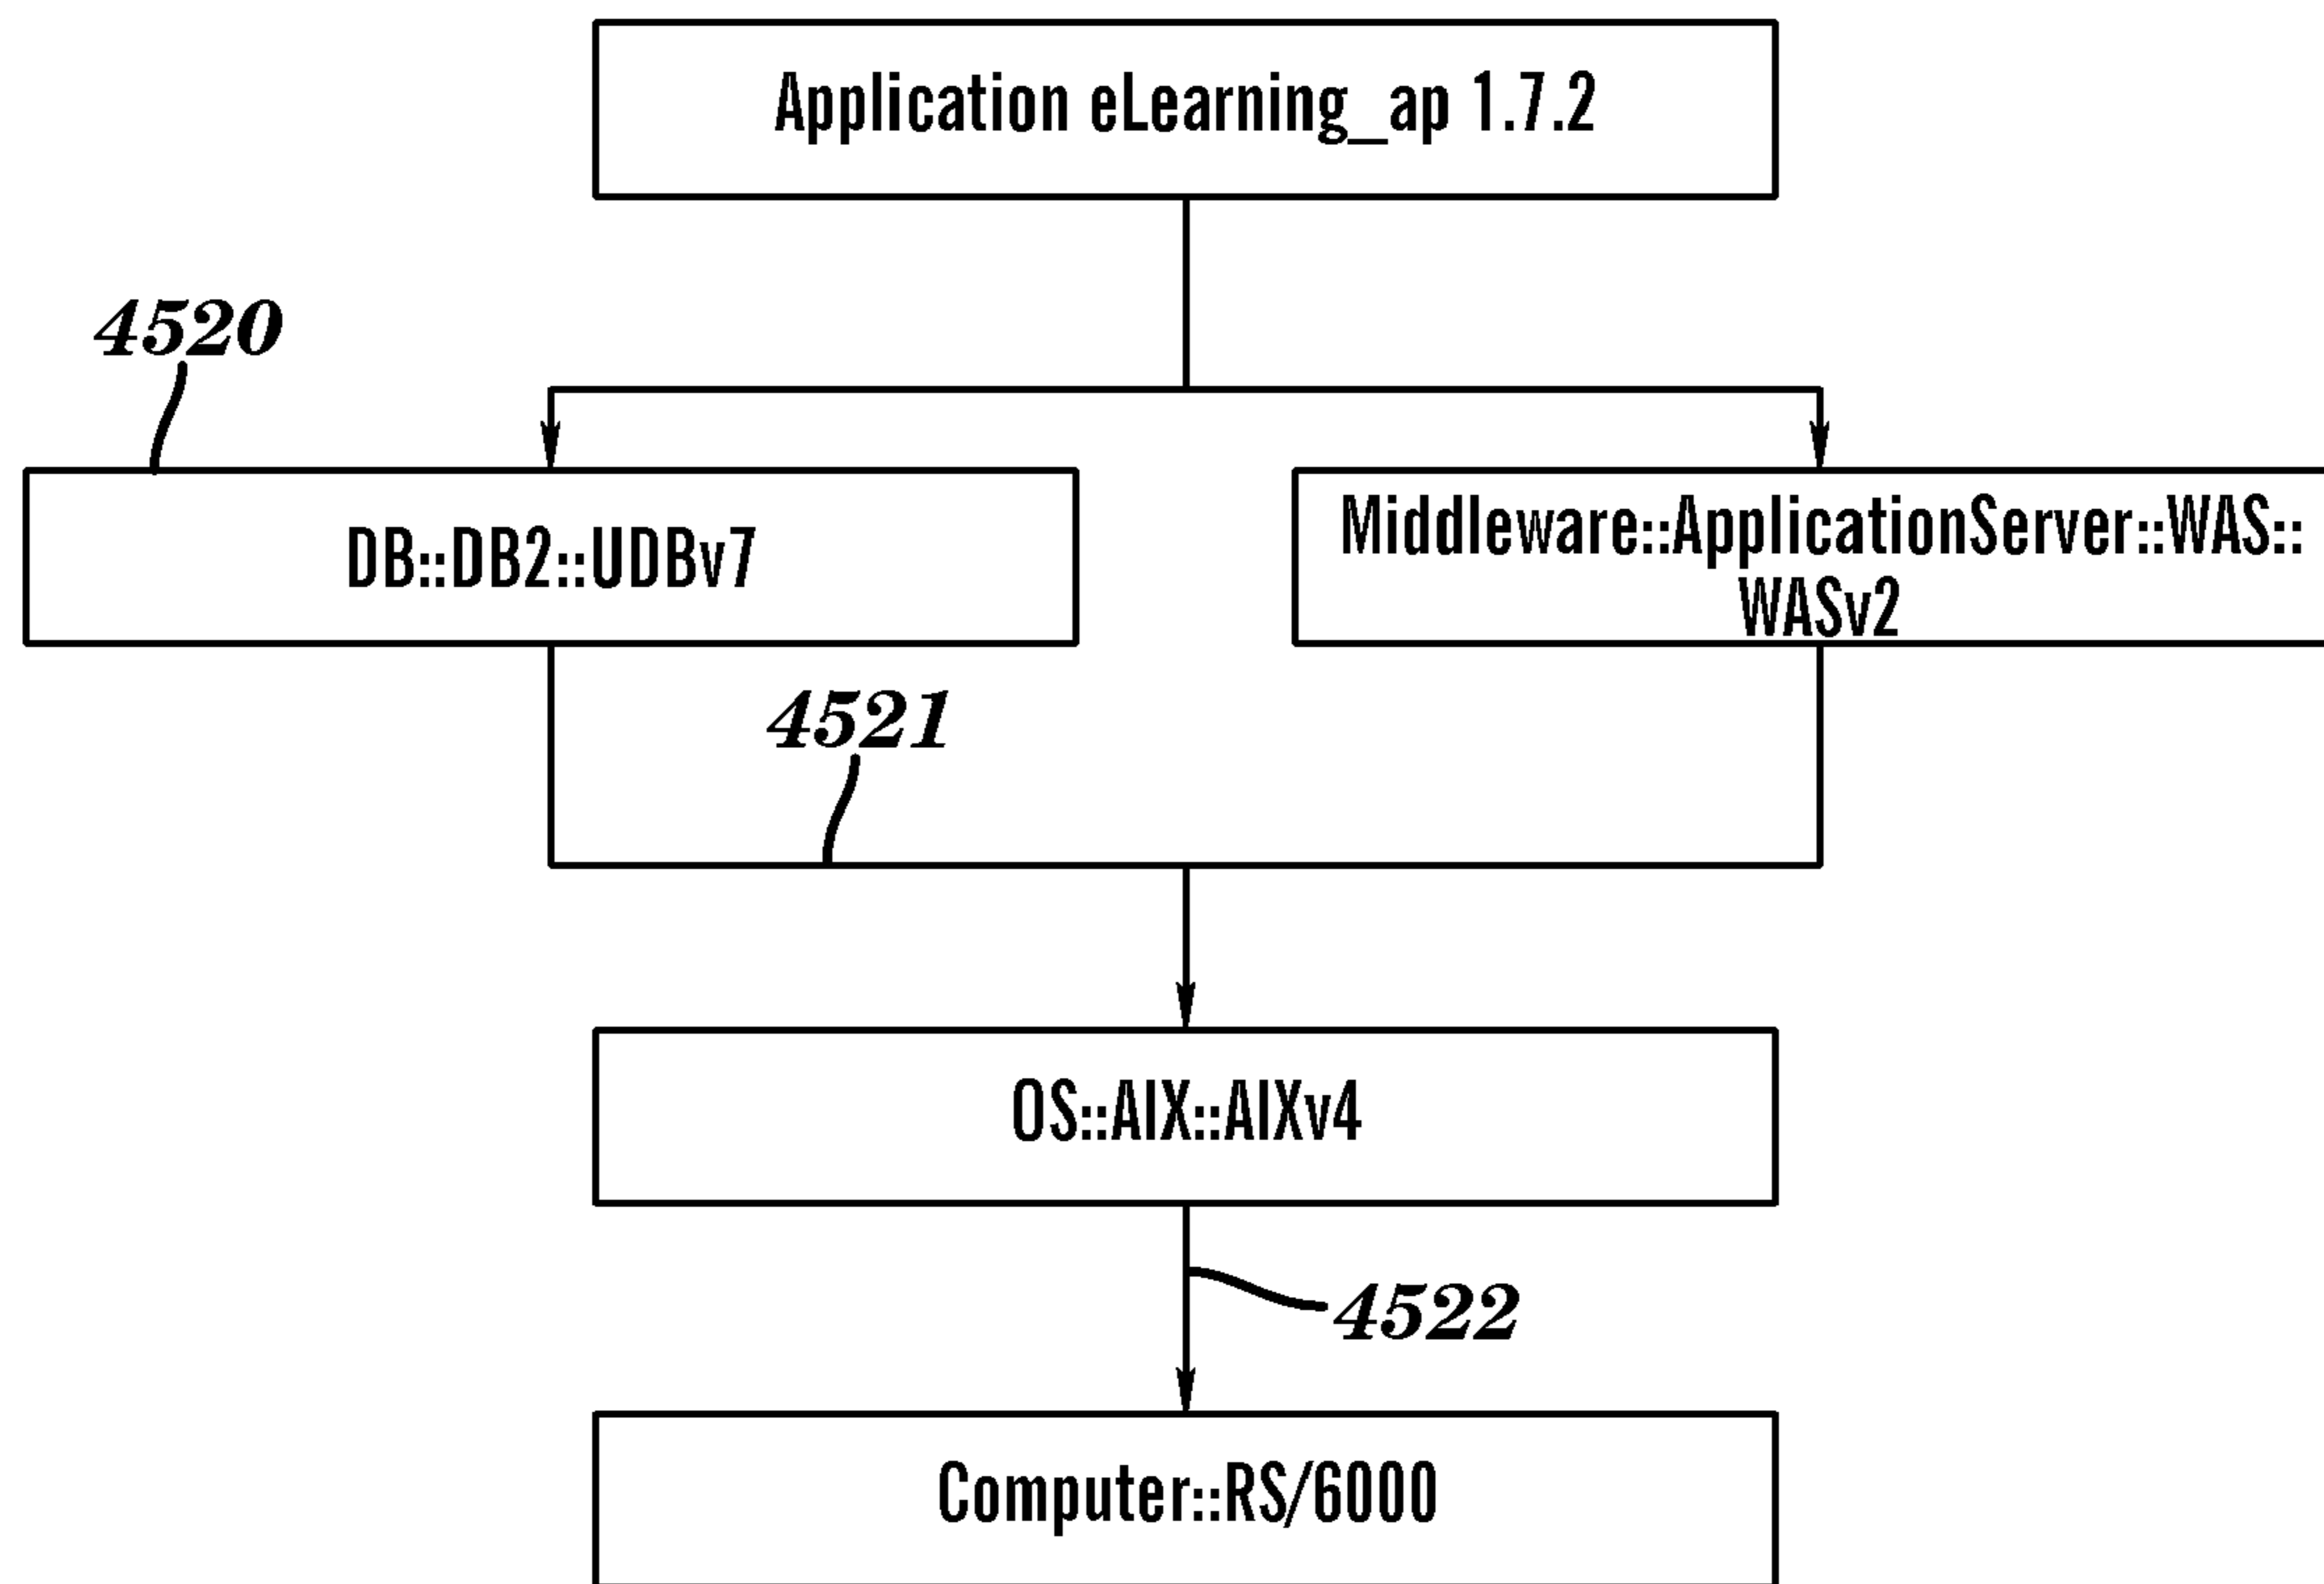 Application eLearning_ap 1.7.2
4520
DB::DB2::UDBv7
Middleware::ApplicationServer::WAS::
WASv2
4521
OS::AIX::AIXv4
4522
Computer::RS/6000